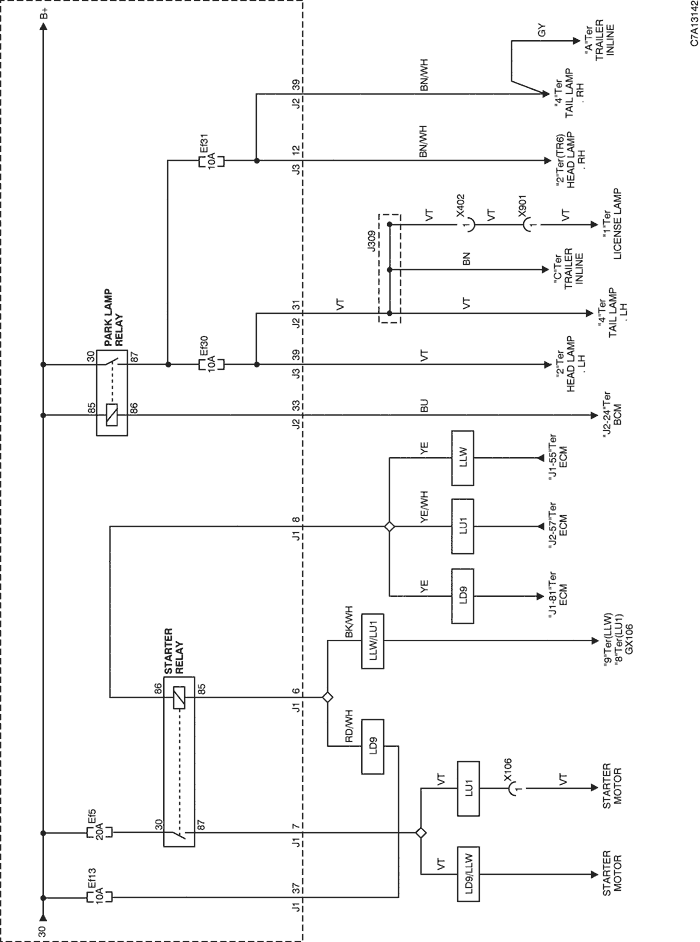 C7A13142
30
B+
Ef13
10A
Ef5
20A
STARTER
RELAY
30
87
86
85
PARK LAMP
RELAY
85
86
30
87
Ef30
10A
Ef31
10A
J1 37
J1 7
J1 6
J1 8
J2 33
J3 39
J2 31
J3 12
J2 39
RD/WH
BK/WH
LD9
LLW/LU1
VT
VT
LD9/LLW
LU1
X106
1
VT
YE
YE/WH
YE
LD9
LU1
LLW
BU
VT
VT
J309
VT
BN
VT
X402
1
VT
X901
1
VT
BN/WH
BN/WH
GY
STARTER
MOTOR
STARTER
MOTOR
"9"Ter(LLW)
"8"Ter(LU1)
GX106
"J1-81"Ter
ECM
"J2-57"Ter
ECM
"J1-55"Ter
ECM
"J2-24"Ter
BCM
"2"Ter
HEAD LAMP
. LH
"4"Ter
TAIL LAMP
. LH
"C"Ter
TRAILER
INLINE
"1"Ter
LICENSE LAMP
"2"Ter(TR6)
HEAD LAMP
. RH
"4"Ter
TAIL LAMP
. RH
"A"Ter
TRAILER
INLINE